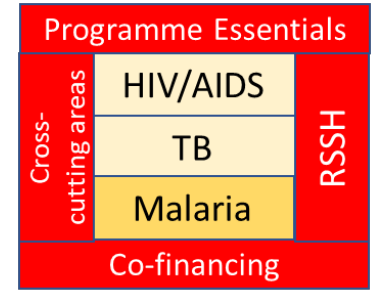 Programme Essentials
Cross-
cutting areas
HIV/AIDS
TB
Malaria
RSSH
Co-financing